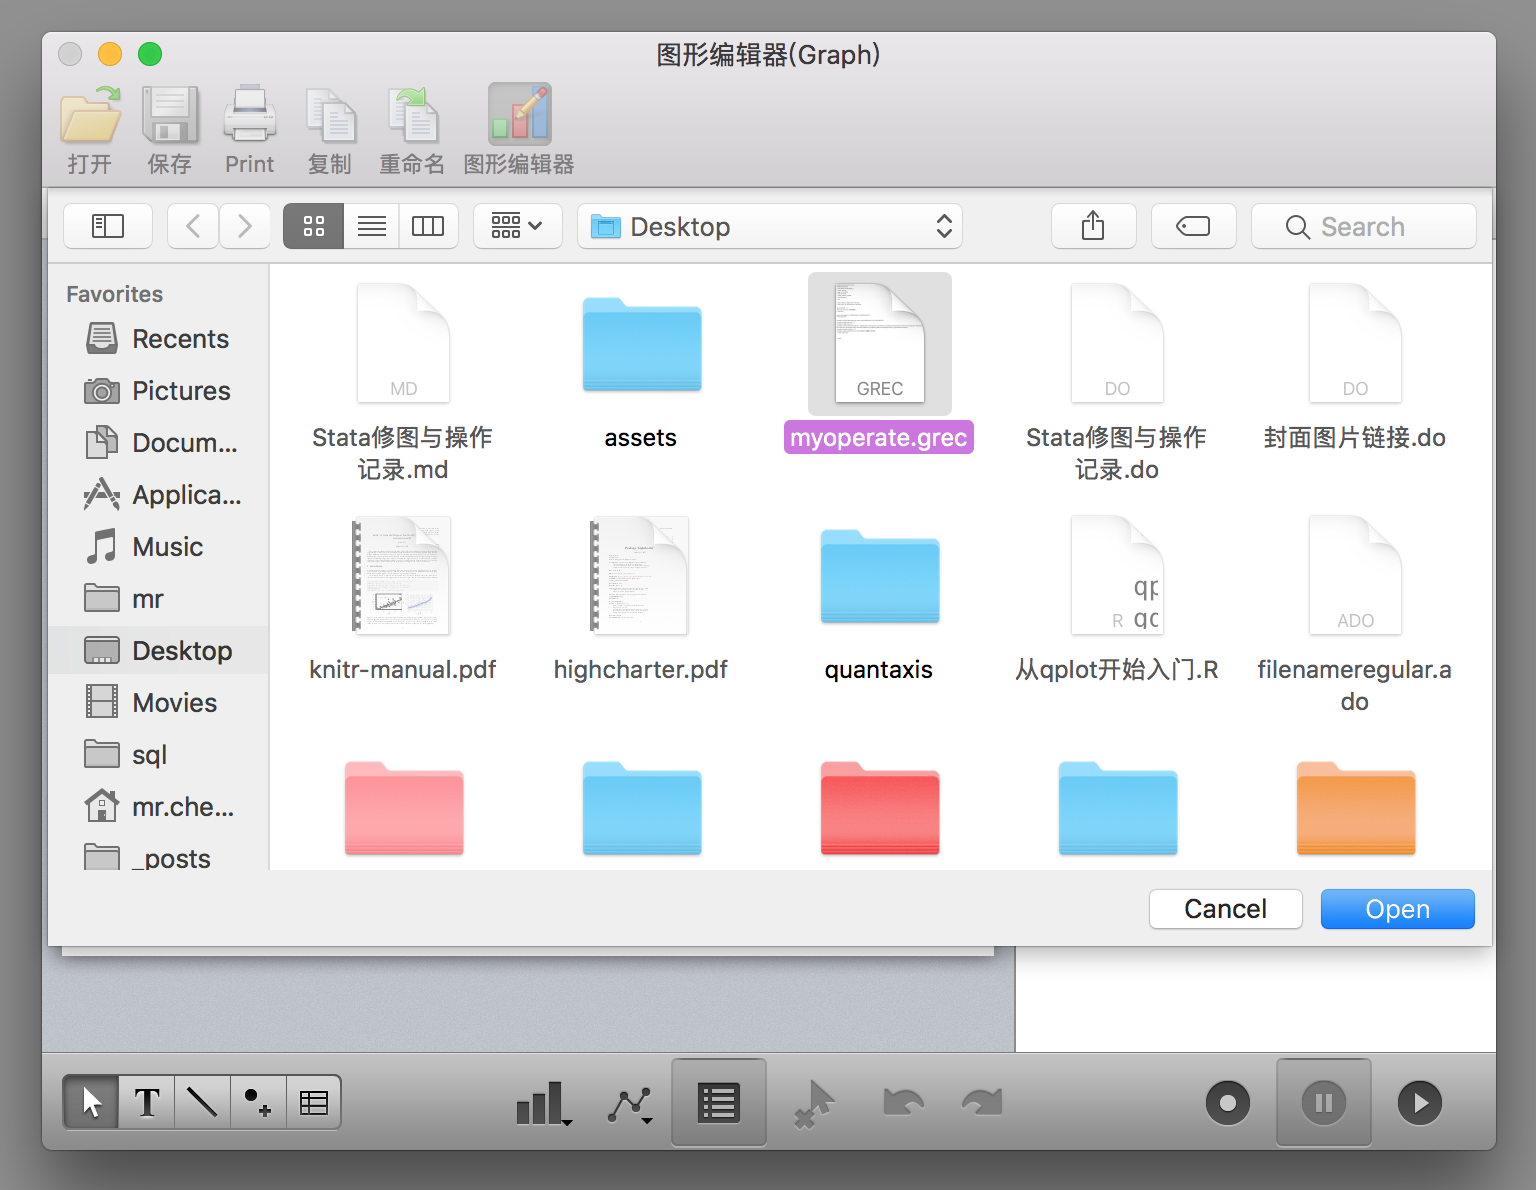 图形编辑器(Graph)
打开 保存 Print 复制 重命名 图形编辑器
Desktop
Search
Favorites
Recents
Pictures
Docum...
Applica...
Music
mr
Desktop
Movies
sql
mr.che...
_posts
MD
GREC
DO
DO
Stata修图与操作
记录.md
assets
myoperate.grec
Stata修图与操作
记录.do
封面图片链接.do
R
qp
qc
ADO
knitr-manual.pdf
highcharter.pdf
quantaxis
从qplot开始入门.R
filenameregular.a
do
Cancel
Open
T